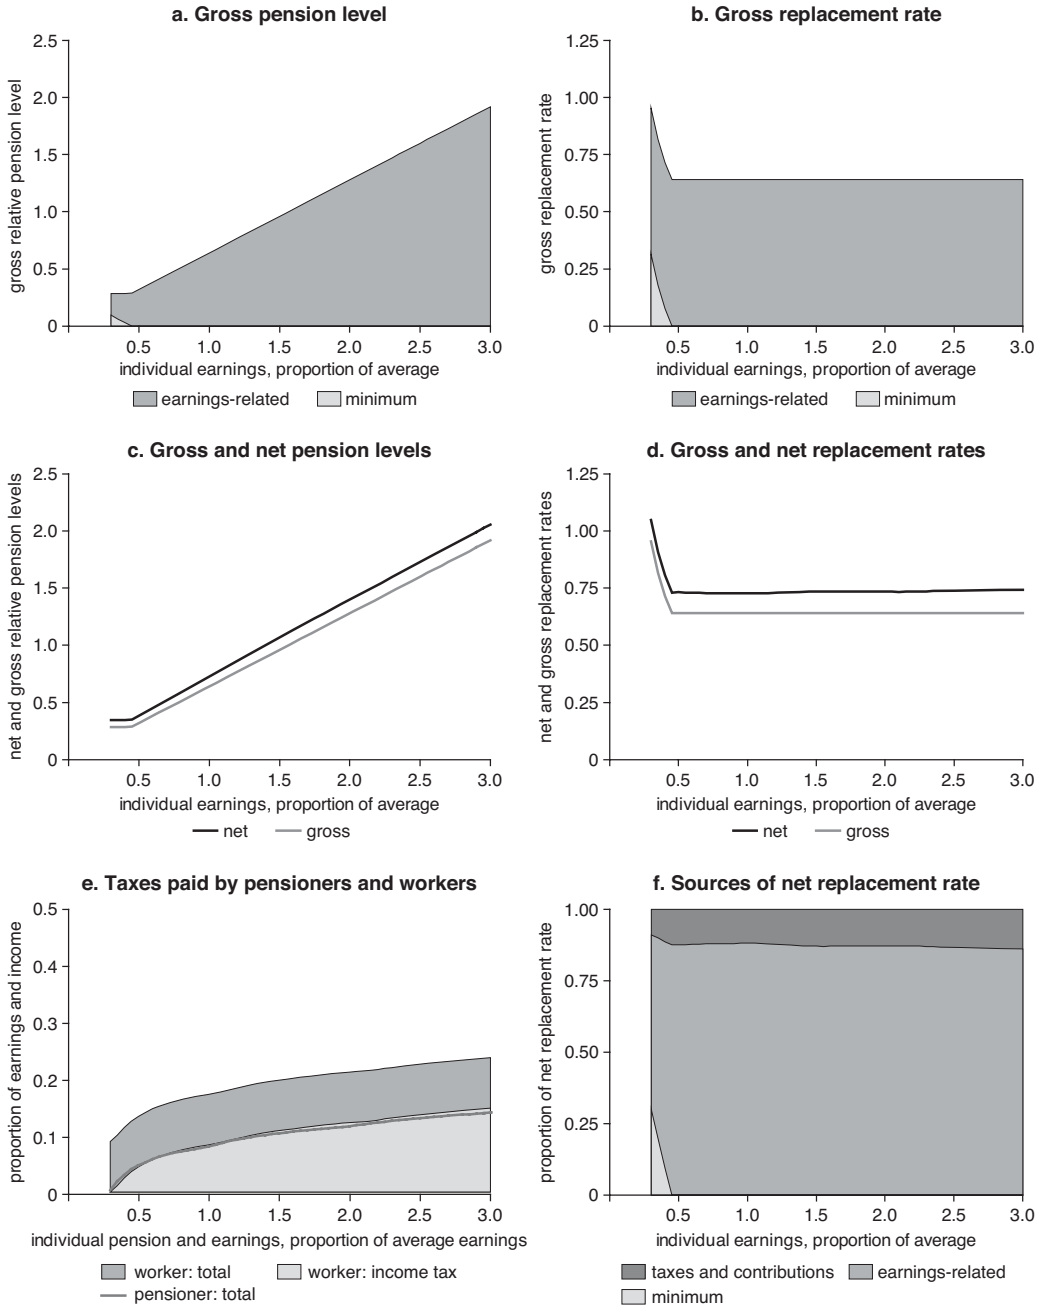 a. Gross pension level
gross relative pension level
2.5
2.0
1.5
1.0
0.5
0
0.5 1.0 1.5 2.0 2.5 3.0
individual earnings, proportion of average
earnings-related minimum
b. Gross replacement rate
gross replacement rate
1.25
1.00
0.75
0.50
0.25
0
0.5 1.0 1.5 2.0 2.5 3.0
individual earnings, proportion of average
earnings-related minimum
c. Gross and net pension levels
net and gross relative pension levels
2.5
2.0
1.5
1.0
0.5
0
0.5 1.0 1.5 2.0 2.5 3.0
individual earnings, proportion of average
net gross
d. Gross and net replacement rates
net and gross replacement rates
1.25
1.00
0.75
0.50
0.25
0
0.5 1.0 1.5 2.0 2.5 3.0
individual earnings, proportion of average
net gross
e. Taxes paid by pensioners and workers
proportion of earnings and income
0.5
0.4
0.3
0.2
0.1
0
0.5 1.0 1.5 2.0 2.5 3.0
individual pension and earnings, proportion of average earnings
worker: total worker: income tax
pensioner: total
f. Sources of net replacement rate
proportion of net replacement rate
1.00
0.75
0.50
0.25
0
0.5 1.0 1.5 2.0 2.5 3.0
individual earnings, proportion of average
taxes and contributions earnings-related
minimum